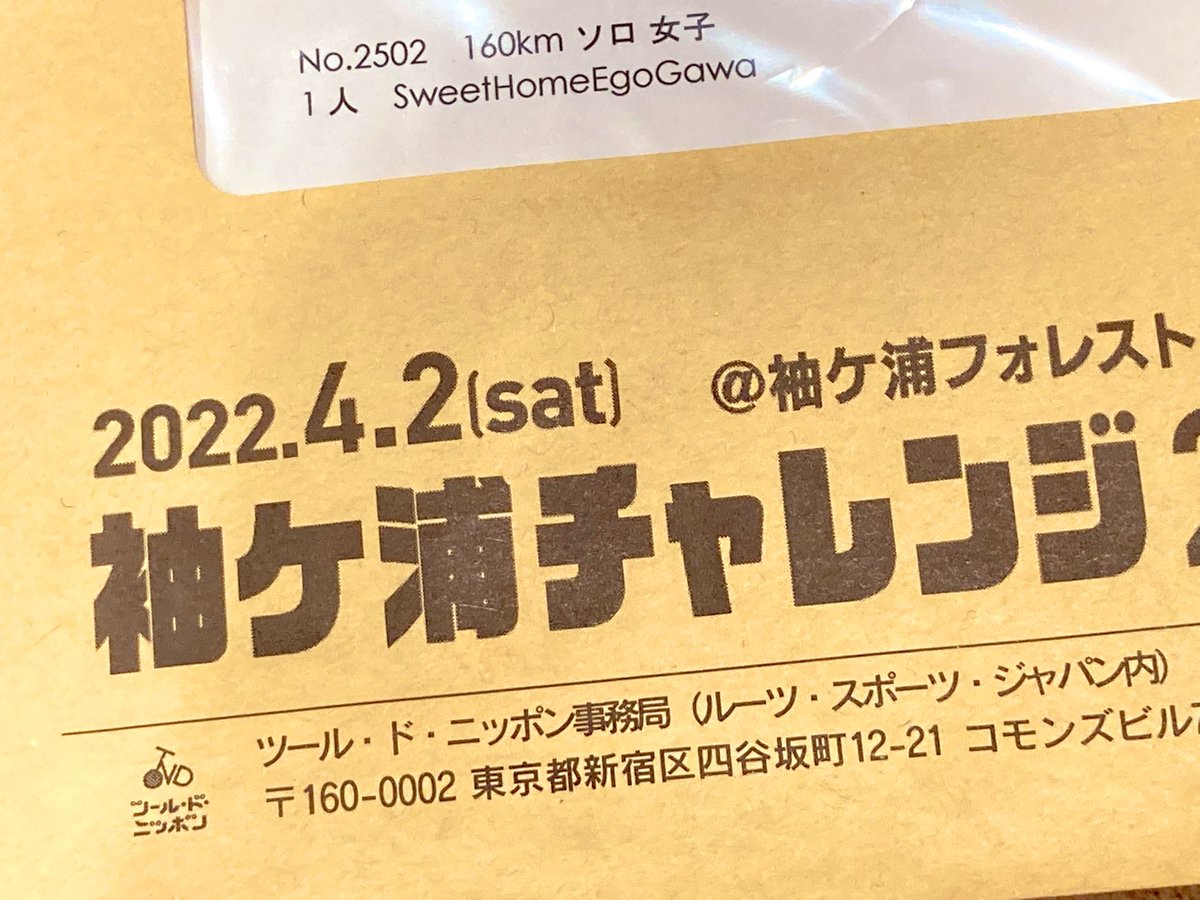 No.2502 160km ソロ 女子
1人 SweetHomeEgoGawa
2022.4.2(sat) @袖ケ浦フォレスト
袖ケ浦チャレンジ
ツール・ド・ニッポン事務局（ルーツ・スポーツ・ジャパン内）
〒160-0002 東京都新宿区四谷坂町12-21 コモンズビル
ツール・ド・
ニッポン